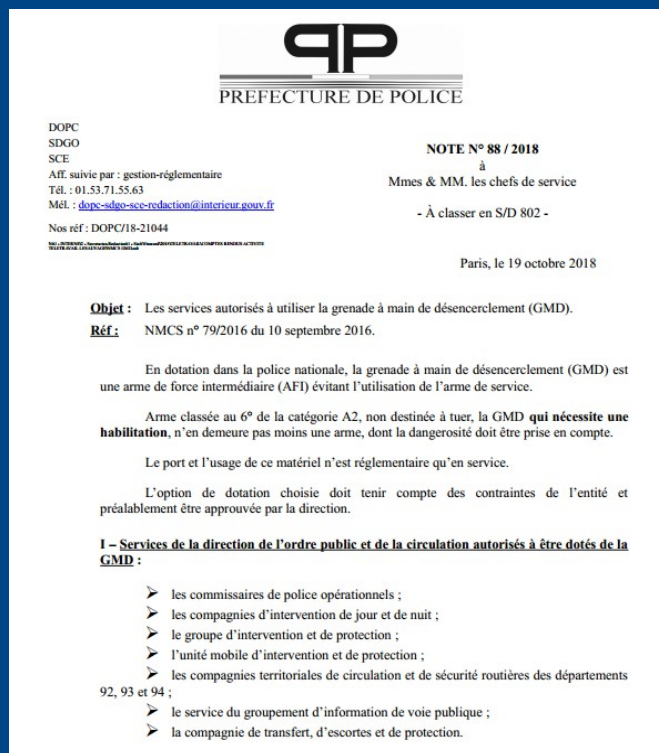 PP
PREFECTURE DE POLICE
DOPC
SDGO
SCE
Aff. suivie par : gestion-réglementaire
Tél. : 01.53.71.55.63
Mél. : dopc-sdgo-sce-redaction@interieur.gouv.fr
Nos réf : DOPC/18-21044
NOTE N° 88 / 2018
à
Mmes & MM. les chefs de service
- À classer en S/D 802 -
Paris, le 19 octobre 2018
Objet : Les services autorisés à utiliser la grenade à main de désencerclement (GMD).
Réf : NMCS n° 79/2016 du 10 septembre 2016.
En dotation dans la police nationale, la grenade à main de désencerclement (GMD) est
une arme de force intermédiaire (AFI) évitant l'utilisation de l'arme de service.
Arme classée au 6° de la catégorie A2, non destinée à tuer, la GMD qui nécessite une
habilitation, n'en demeure pas moins une arme, dont la dangerosité doit être prise en compte.
Le port et l'usage de ce matériel n'est réglementaire qu'en service.
L'option de dotation choisie doit tenir compte des contraintes de l'entité et
préalablement être approuvée par la direction.
I – Services de la direction de l'ordre public et de la circulation autorisés à être dotés de la
GMD :
➢ les commissaires de police opérationnels ;
➢ les compagnies d'intervention de jour et de nuit ;
➢ le groupe d'intervention et de protection ;
➢ l'unité mobile d'intervention et de protection ;
➢ les compagnies territoriales de circulation et de sécurité routières des départements
92, 93 et 94 ;
➢ le service du groupement d'information de voie publique ;
➢ la compagnie de transfert, d'escortes et de protection.